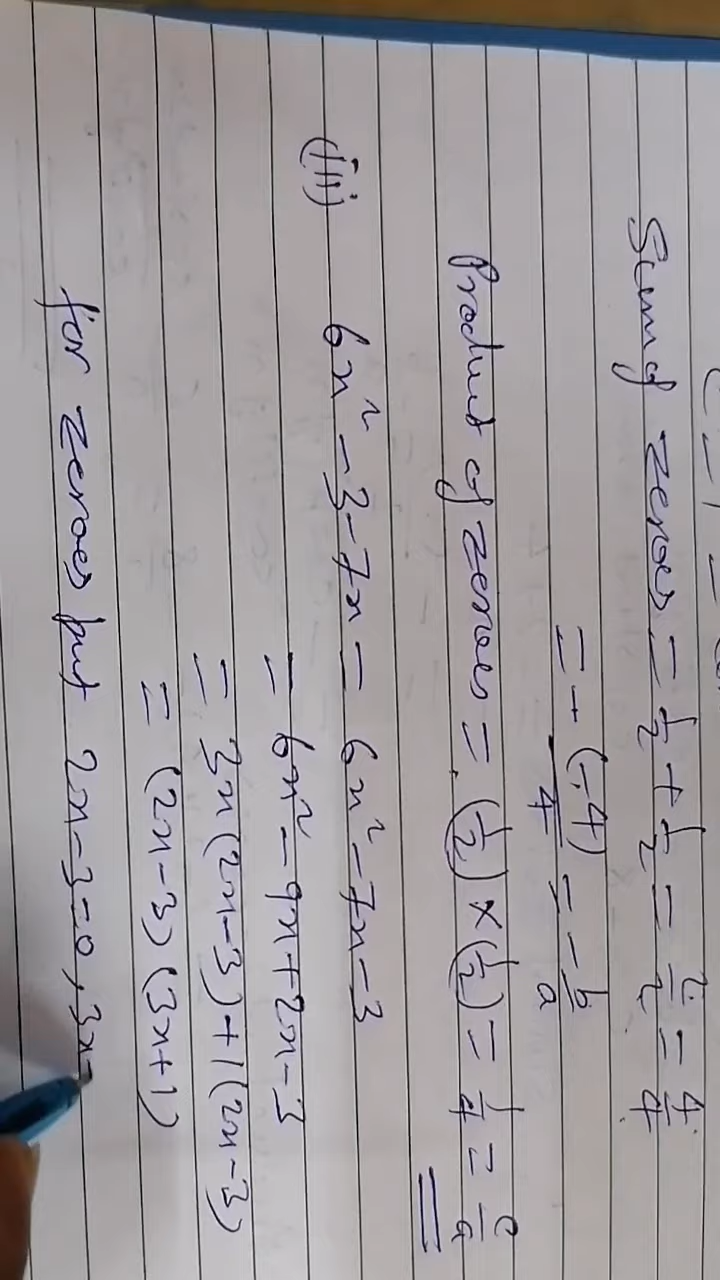 Sum of zeroes = 1/2 + 1/2 = 2/2 = 4/4
= - (-4)/4 = - b/a
Product of zeroes = (1/2) × (1/2) = 1/4 = c/a
(iii) 6x² - 3 - 7x = 6x² - 7x - 3
= 6x² - 9x + 2x - 3
= 3x (2x - 3) + 1 (2x - 3)
= (2x - 3) (3x + 1)
for zeroes put 2x - 3 = 0, 3x